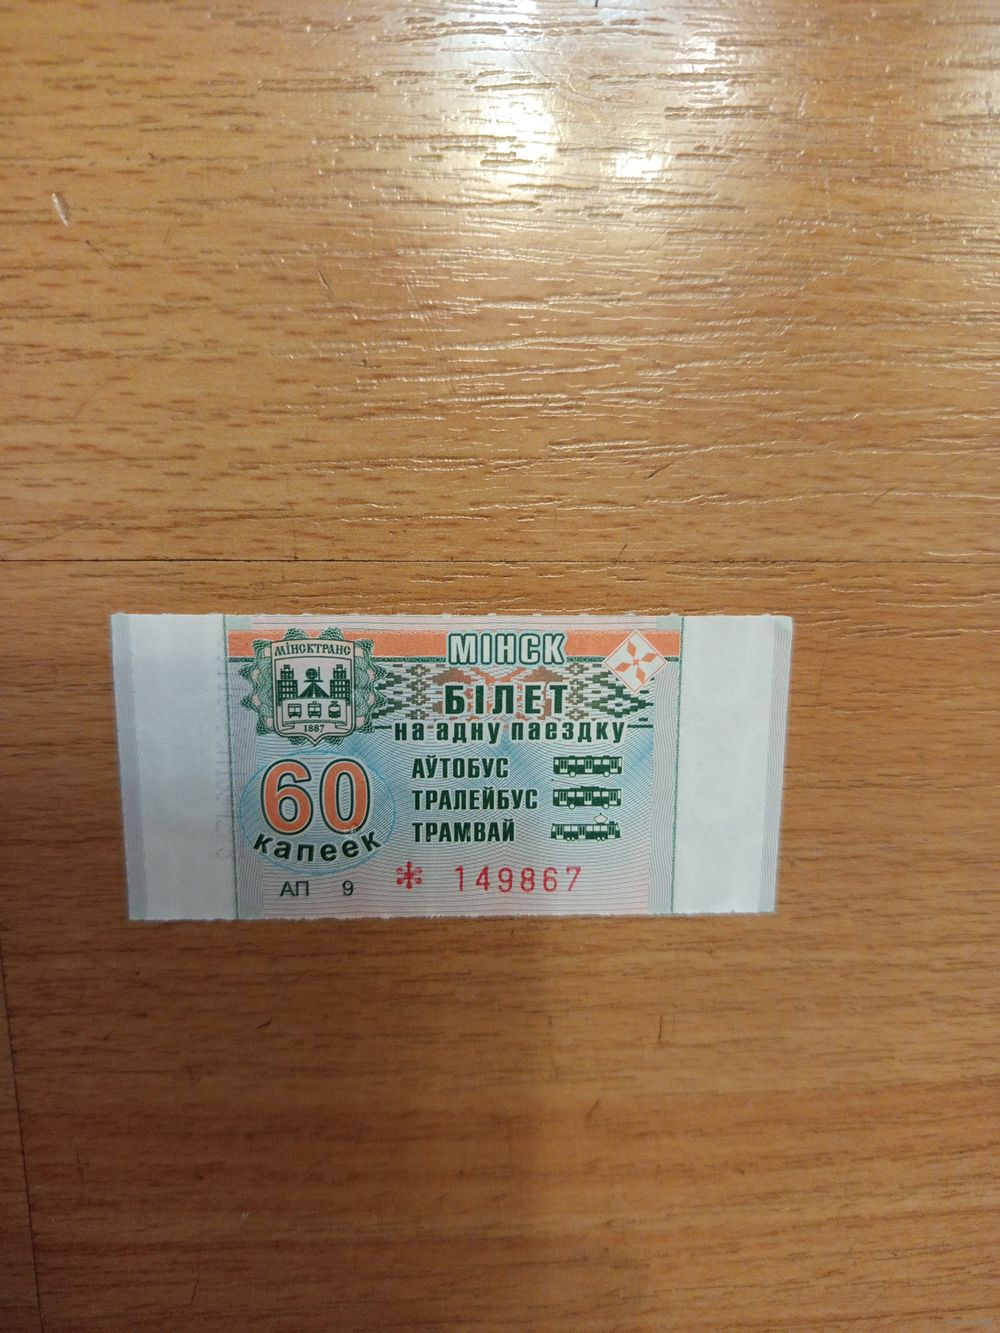 МІНСКТРАНС
1887
МІНСК
БІЛЕТ
на адну паездку
60
капеек
АЎТОБУС
ТРАЛЕЙБУС
ТРАМВАЙ
АП 9 * 149867